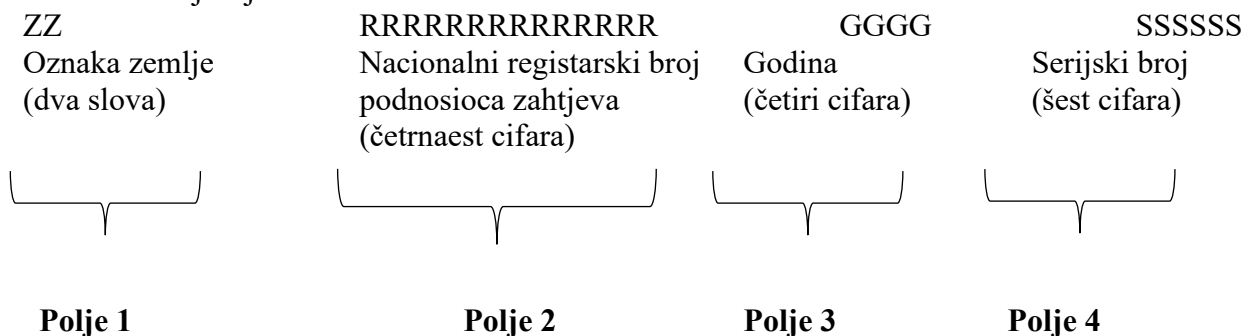 ZZ RRRRRRRRRRRRRR GGGG SSSSSS
Oznaka zemlje Nacionalni registarski broj Godina Serijski broj
(dva slova) podnosioca zahtjeva (četiri cifara) (šest cifara)
(četrnaest cifara)
Polje 1 Polje 2 Polje 3 Polje 4